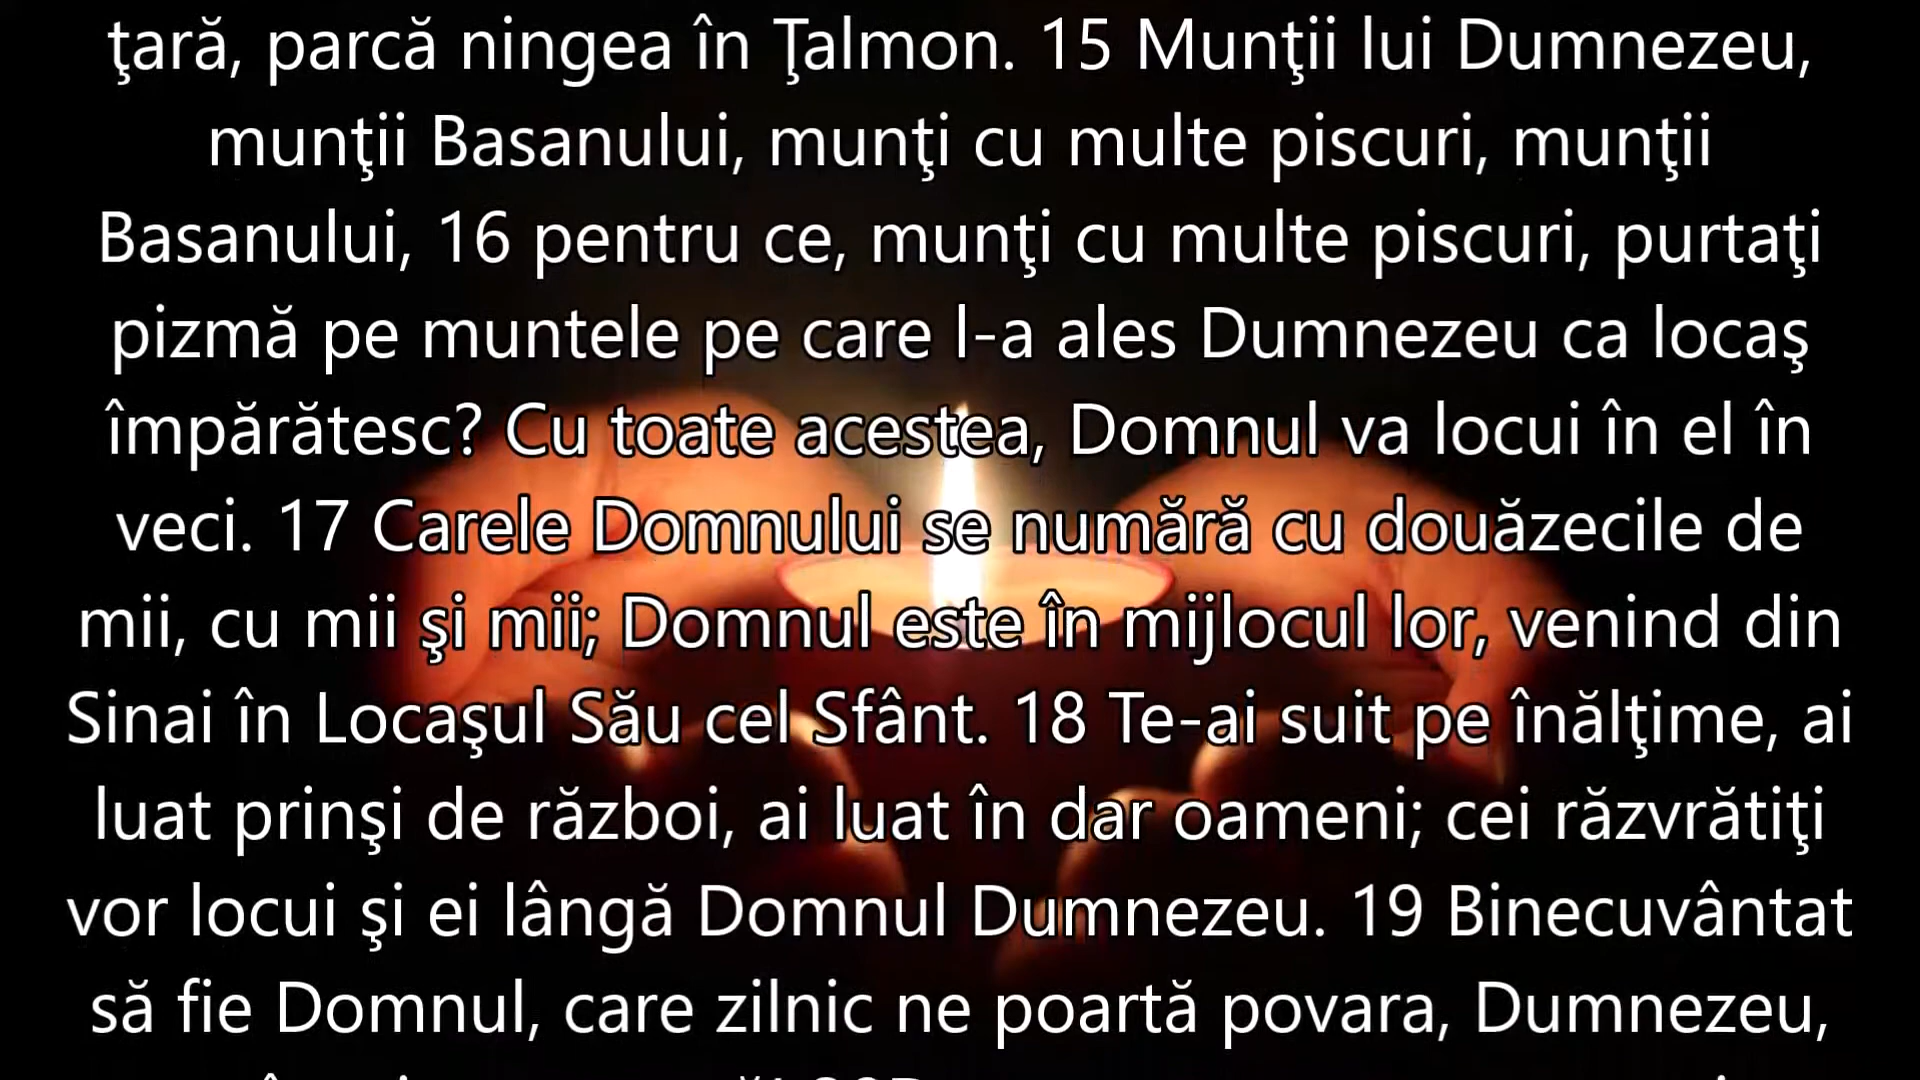 ţară, parcă ningea în Ţalmon. 15 Munţii lui Dumnezeu,
munţii Basanului, munţi cu multe piscuri, munţii
Basanului, 16 pentru ce, munţi cu multe piscuri, purtaţi
pizmă pe muntele pe care l-a ales Dumnezeu ca locaş
împărătesc? Cu toate acestea, Domnul va locui în el în
veci. 17 Carele Domnului se numără cu douăzecile de
mii, cu mii şi mii; Domnul este în mijlocul lor, venind din
Sinai în Locaşul Său cel Sfânt. 18 Te-ai suit pe înălţime, ai
luat prinşi de război, ai luat în dar oameni; cei răzvrătiţi
vor locui şi ei lângă Domnul Dumnezeu. 19 Binecuvântat
să fie Domnul, care zilnic ne poartă povara, Dumnezeu,